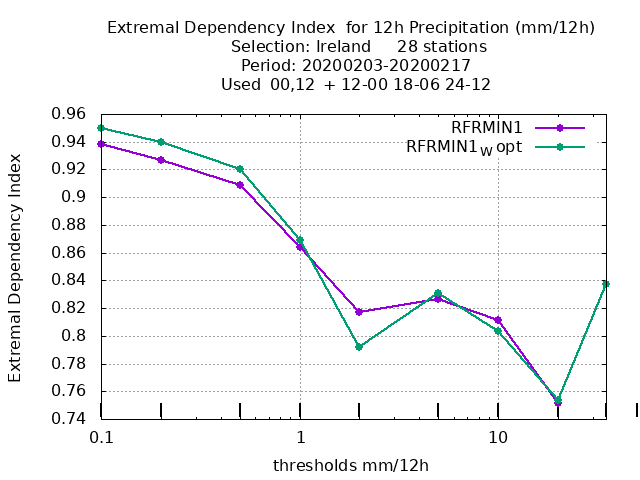 Extremal Dependency Index  for 12h Precipitation (mm/12h)
Selection: Ireland     28 stations
Period: 20200203-20200217
Used  00,12  + 12-00 18-06 24-12
RFRMIN1
RFRMIN1W opt
Extremal Dependency Index
0.96
0.94
0.92
0.9
0.88
0.86
0.84
0.82
0.8
0.78
0.76
0.74
0.1 1 10
thresholds mm/12h